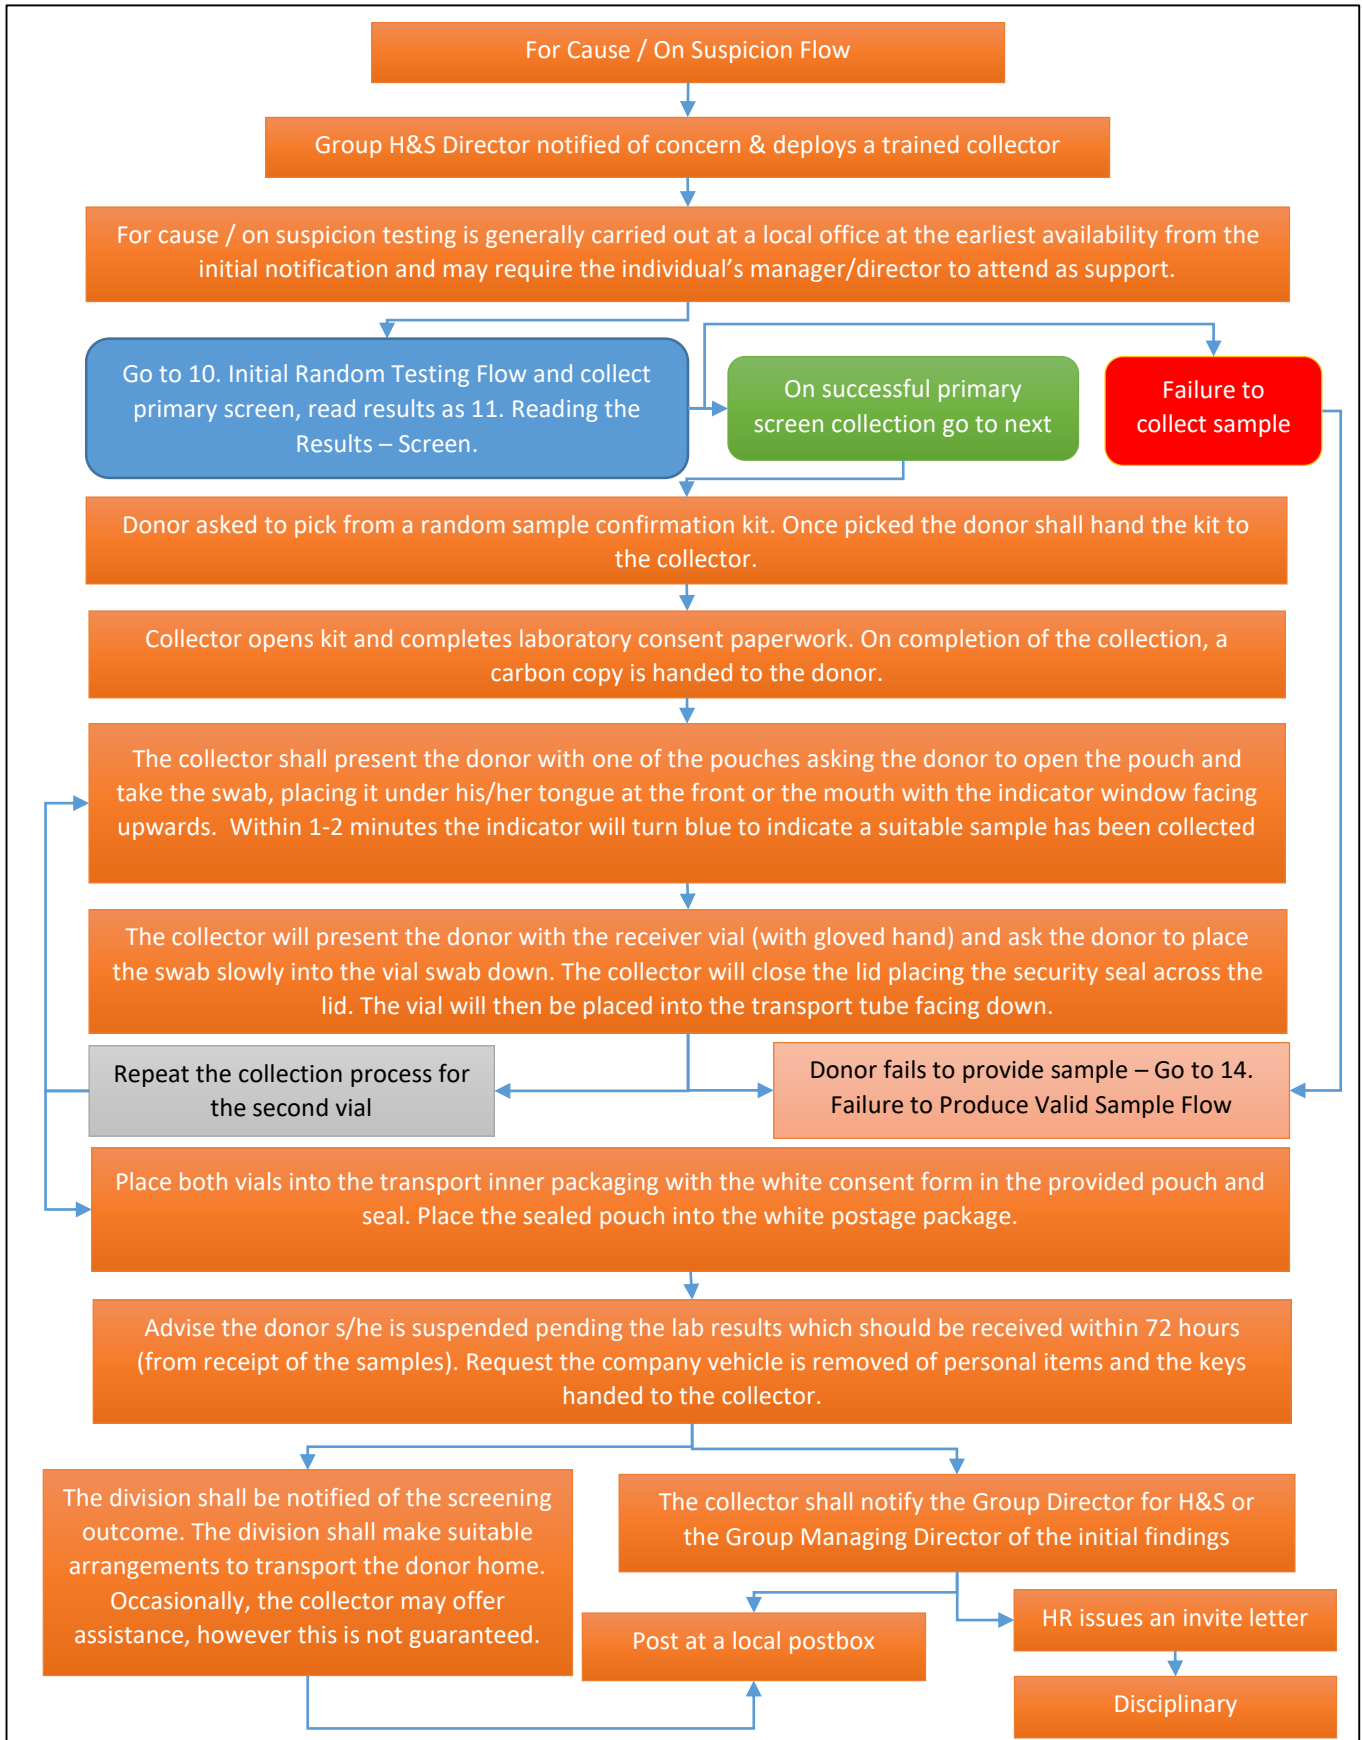 For Cause / On Suspicion Flow
Group H&S Director notified of concern & deploys a trained collector
For cause / on suspicion testing is generally carried out at a local office at the earliest availability from the
initial notification and may require the individual’s manager/director to attend as support.
Go to 10. Initial Random Testing Flow and collect
primary screen, read results as 11. Reading the
Results – Screen.
On successful primary
screen collection go to next
Failure to
collect sample
Donor asked to pick from a random sample confirmation kit. Once picked the donor shall hand the kit to
the collector.
Collector opens kit and completes laboratory consent paperwork. On completion of the collection, a
carbon copy is handed to the donor.
The collector shall present the donor with one of the pouches asking the donor to open the pouch and
take the swab, placing it under his/her tongue at the front or the mouth with the indicator window facing
upwards.  Within 1-2 minutes the indicator will turn blue to indicate a suitable sample has been collected
The collector will present the donor with the receiver vial (with gloved hand) and ask the donor to place
the swab slowly into the vial swab down. The collector will close the lid placing the security seal across the
lid. The vial will then be placed into the transport tube facing down.
Repeat the collection process for
the second vial
Donor fails to provide sample – Go to 14.
Failure to Produce Valid Sample Flow
Place both vials into the transport inner packaging with the white consent form in the provided pouch and
seal. Place the sealed pouch into the white postage package.
Advise the donor s/he is suspended pending the lab results which should be received within 72 hours
(from receipt of the samples). Request the company vehicle is removed of personal items and the keys
handed to the collector.
The division shall be notified of the screening
outcome. The division shall make suitable
arrangements to transport the donor home.
Occasionally, the collector may offer
assistance, however this is not guaranteed.
The collector shall notify the Group Director for H&S or
the Group Managing Director of the initial findings
Post at a local postbox
HR issues an invite letter
Disciplinary